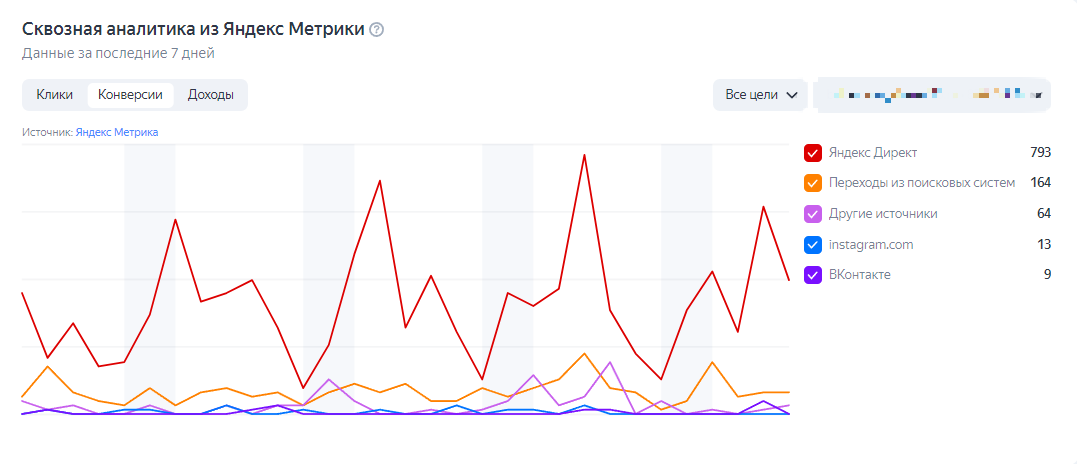 Сквозная аналитика из Яндекс Метрики ?
Данные за последние 7 дней
Клики Конверсии Доходы
Все цели
Источник: Яндекс Метрика
Яндекс Директ 793
Переходы из поисковых систем 164
Другие источники 64
instagram.com 13
ВКонтакте 9